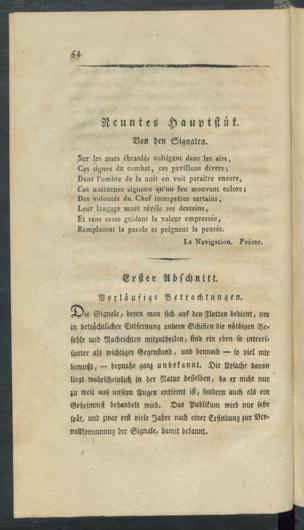 64
Neuntes Hauptstük.
Von den Signalen.
Sur les mats ébranlés voltigent dans les airs,
Ces signes du combat, ces pavillons divers;
Dans l'ombre de la nuit on voit paraitre encore,
Ces nocturnes signaux qu'un feu mouvant colore;
Des volontés du Chef interprétes certains,
Leur langage muët révéle ses desseins,
Et sans cesse guidant la valeur empressée,
Remplacent la parole et peignent la pensée.
La Navigation. Poéme.
Erster Abschnitt.
Vorläufige Betrachtungen.
Die Signale, deren man sich auf den Flotten bedient, um
in beträchtlicher Entfernung andern Schiffen die nöthigen Be-
fehle und Nachrichten mitzutheilen, sind ein eben so interes-
santer als wichtiger Gegenstand, und dennoch — so viel mir
bewußt, — beynahe ganz unbekannt. Die Ursache davon
liegt wahrscheinlich in der Natur desselben, da er nicht nur
zu weit aus unsern Augen entfernt ist, sondern auch als ein
Geheimniß behandelt wird. Das Publikum wird nur sehr
spät, und zwar erst viele Jahre nach einer Erfindung zur Ver-
vollkommnung der Signale, damit bekannt.